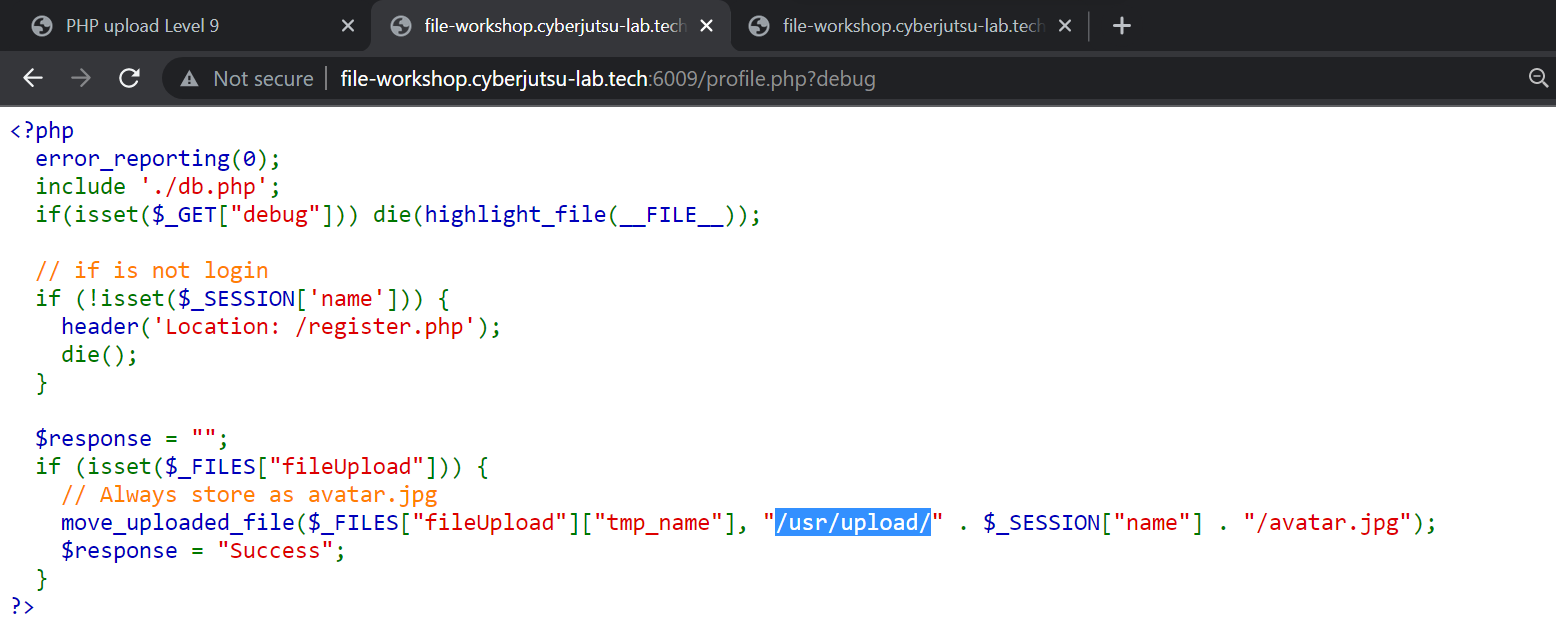 PHP upload Level 9
file-workshop.cyberjutsu-lab.tech
file-workshop.cyberjutsu-lab.tech
Not secure | file-workshop.cyberjutsu-lab.tech:6009/profile.php?debug
<?php
  error_reporting(0);
  include './db.php';
  if(isset($_GET["debug"])) die(highlight_file(__FILE__));

  // if is not login
  if (!isset($_SESSION['name'])) {
    header('Location: /register.php');
    die();
  }

  $response = "";
  if (isset($_FILES["fileUpload"])) {
    // Always store as avatar.jpg
    move_uploaded_file($_FILES["fileUpload"]["tmp_name"], "/usr/upload/" . $_SESSION["name"] . "/avatar.jpg");
    $response = "Success";
  }
?>